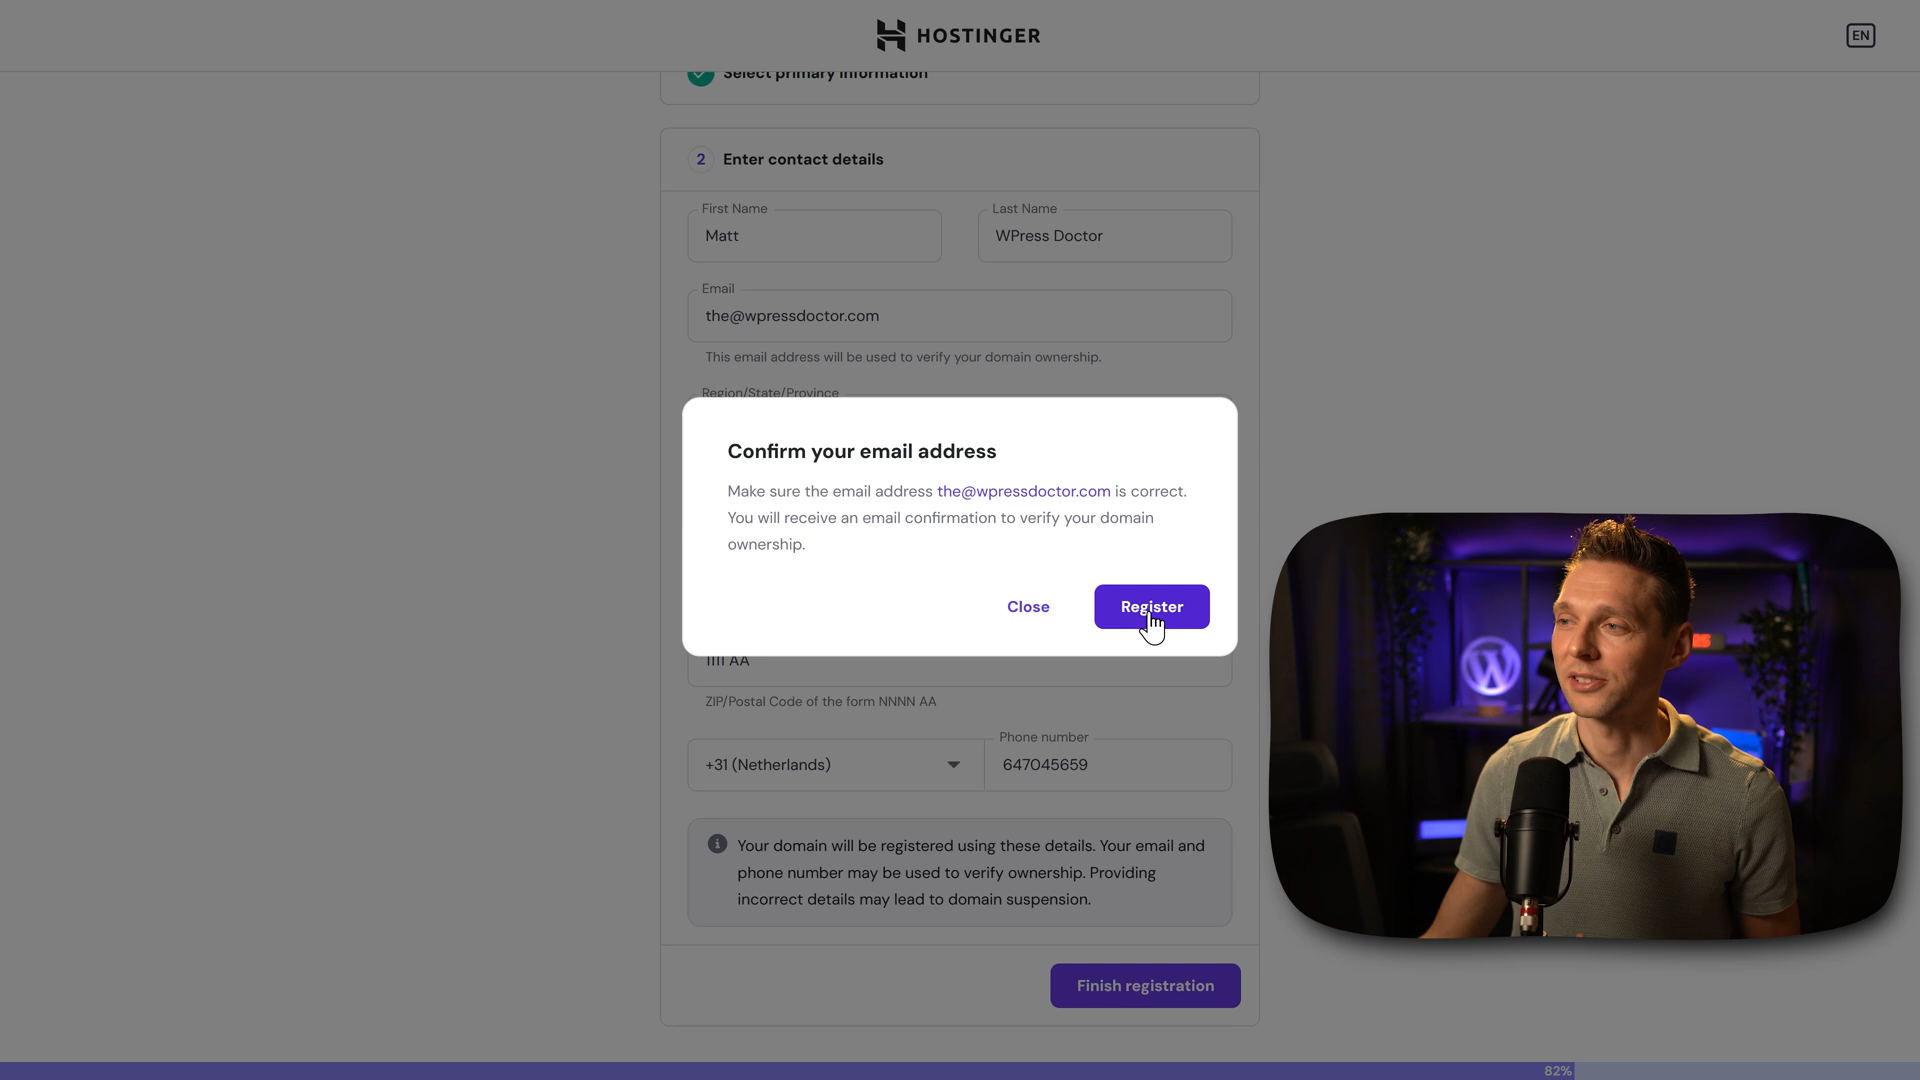 HOSTINGER
EN
Select primary information
2 Enter contact details
First Name
Last Name
Matt
WPress Doctor
Email
the@wpressdoctor.com
This email address will be used to verify your domain ownership.
Region/State/Province
Confirm your email address
Make sure the email address the@wpressdoctor.com is correct.
You will receive an email confirmation to verify your domain
ownership.
Close
Register
1111 AA
ZIP/Postal Code of the form NNNN AA
Phone number
+31 (Netherlands)
647045659
Your domain will be registered using these details. Your email and
phone number may be used to verify ownership. Providing
incorrect details may lead to domain suspension.
Finish registration
82%